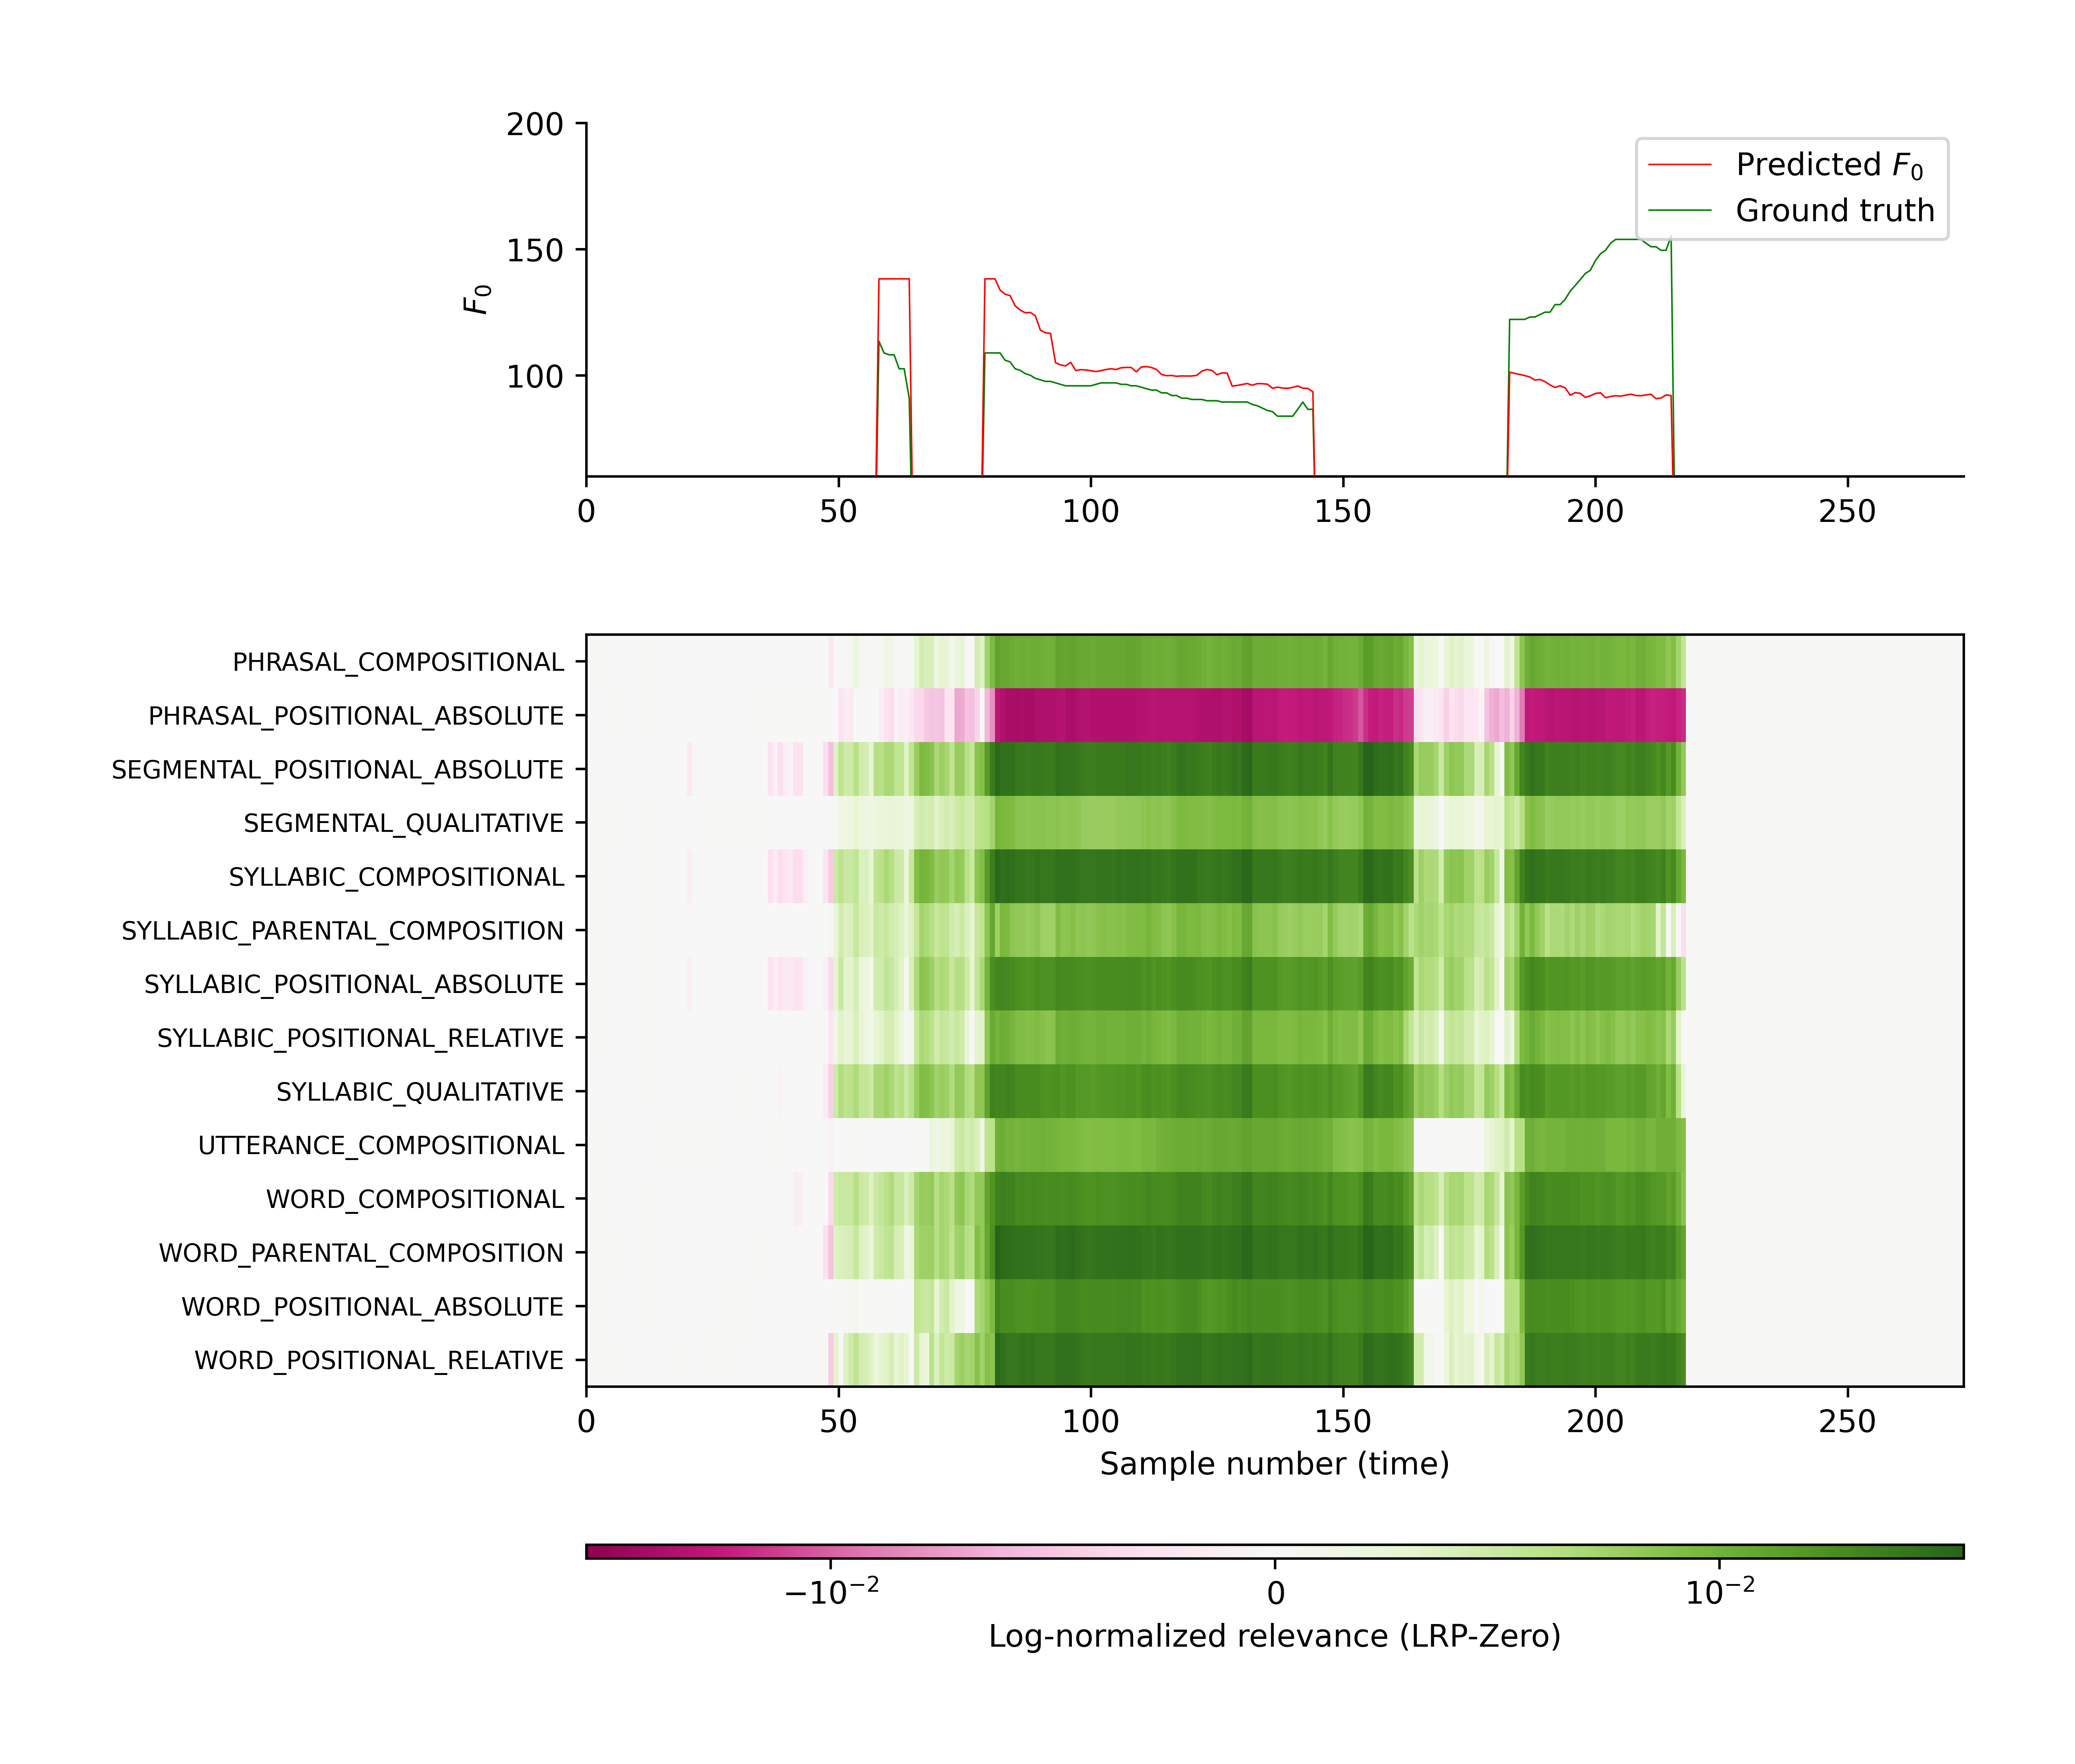 200
150
100
F₀
Predicted F₀
Ground truth
0 50 100 150 200 250
PHRASAL_COMPOSITIONAL
PHRASAL_POSITIONAL_ABSOLUTE
SEGMENTAL_POSITIONAL_ABSOLUTE
SEGMENTAL_QUALITATIVE
SYLLABIC_COMPOSITIONAL
SYLLABIC_PARENTAL_COMPOSITION
SYLLABIC_POSITIONAL_ABSOLUTE
SYLLABIC_POSITIONAL_RELATIVE
SYLLABIC_QUALITATIVE
UTTERANCE_COMPOSITIONAL
WORD_COMPOSITIONAL
WORD_PARENTAL_COMPOSITION
WORD_POSITIONAL_ABSOLUTE
WORD_POSITIONAL_RELATIVE
0 50 100 150 200 250
Sample number (time)
−10⁻² 0 10⁻²
Log-normalized relevance (LRP-Zero)